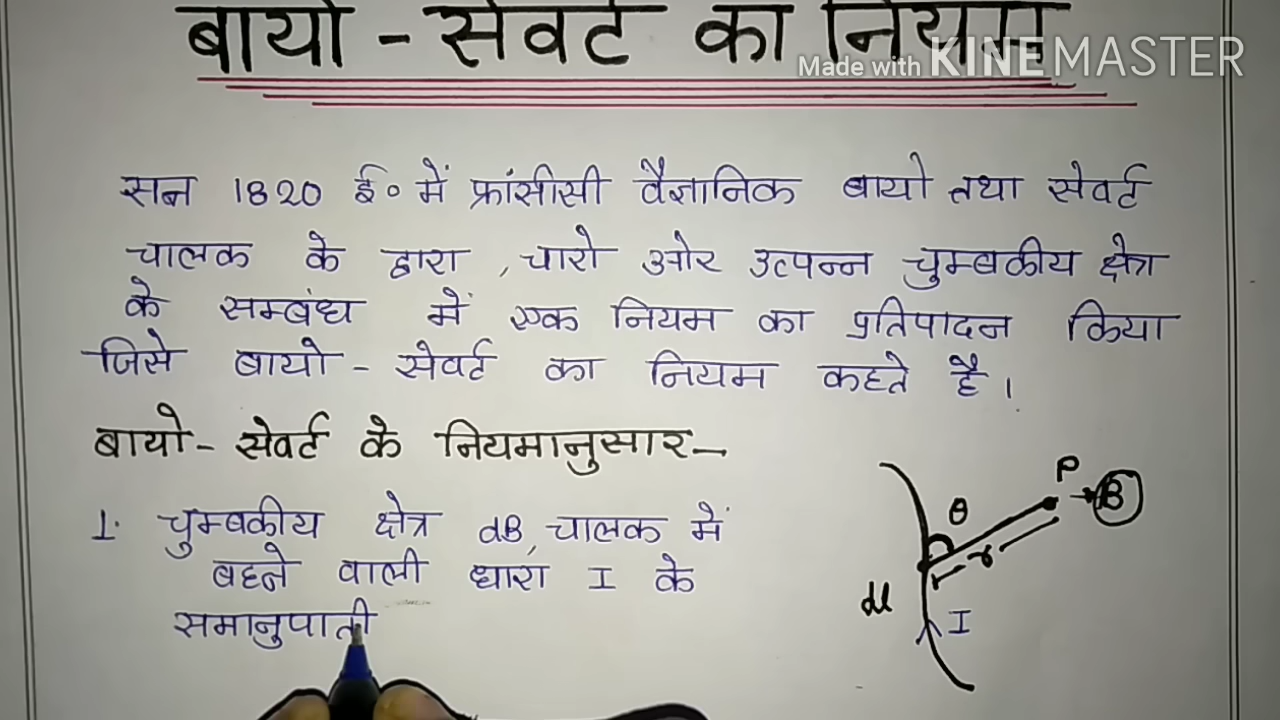 बायो - सेवर्ट का नियम
Made with KINEMASTER
सन 1820 ई० में फ्रांसीसी वैज्ञानिक बायो तथा सेवर्ट
चालक के द्वारा , चारो ओर उत्पन्न चुम्बकीय क्षेत्र
के सम्बंध में एक नियम का प्रतिपादन किया
जिसे बायो - सेवर्ट का नियम कहते है ।
बायो - सेवर्ट के नियमानुसार -
1. चुम्बकीय क्षेत्र dB, चालक में
बहने वाली धारा I के
समानुपाती
P
B
θ
r
dl
I